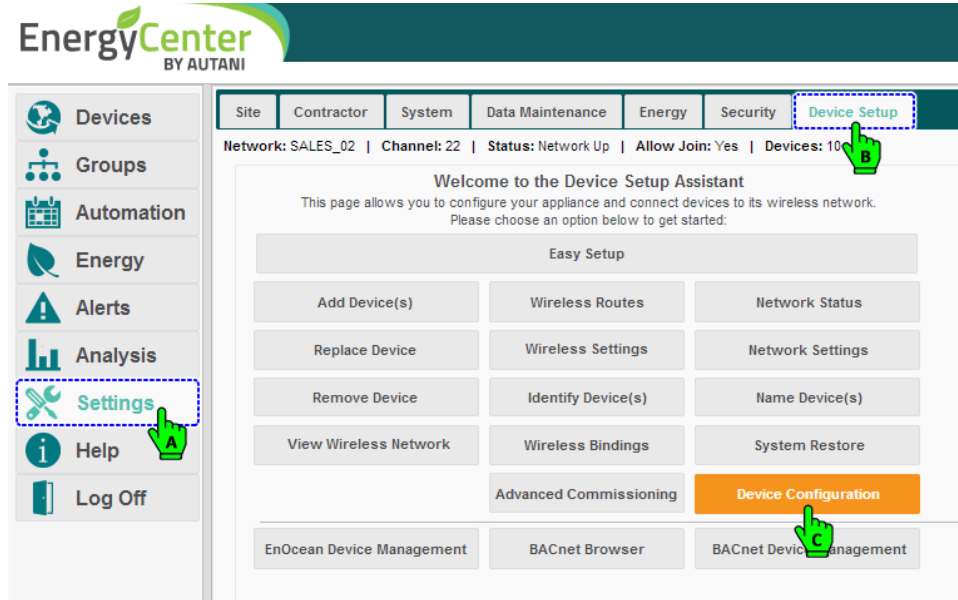 EnergyCenter
BY AUTANI
Devices
Groups
Automation
Energy
Alerts
Analysis
Settings
A
Help
Log Off
Site Contractor System Data Maintenance Energy Security Device Setup
B
Network: SALES_02 | Channel: 22 | Status: Network Up | Allow Join: Yes | Devices: 10
Welcome to the Device Setup Assistant
This page allows you to configure your appliance and connect devices to its wireless network.
Please choose an option below to get started:
Easy Setup
Add Device(s) Wireless Routes Network Status
Replace Device Wireless Settings Network Settings
Remove Device Identify Device(s) Name Device(s)
View Wireless Network Wireless Bindings System Restore
Advanced Commissioning Device Configuration
C
EnOcean Device Management BACnet Browser BACnet Device Management